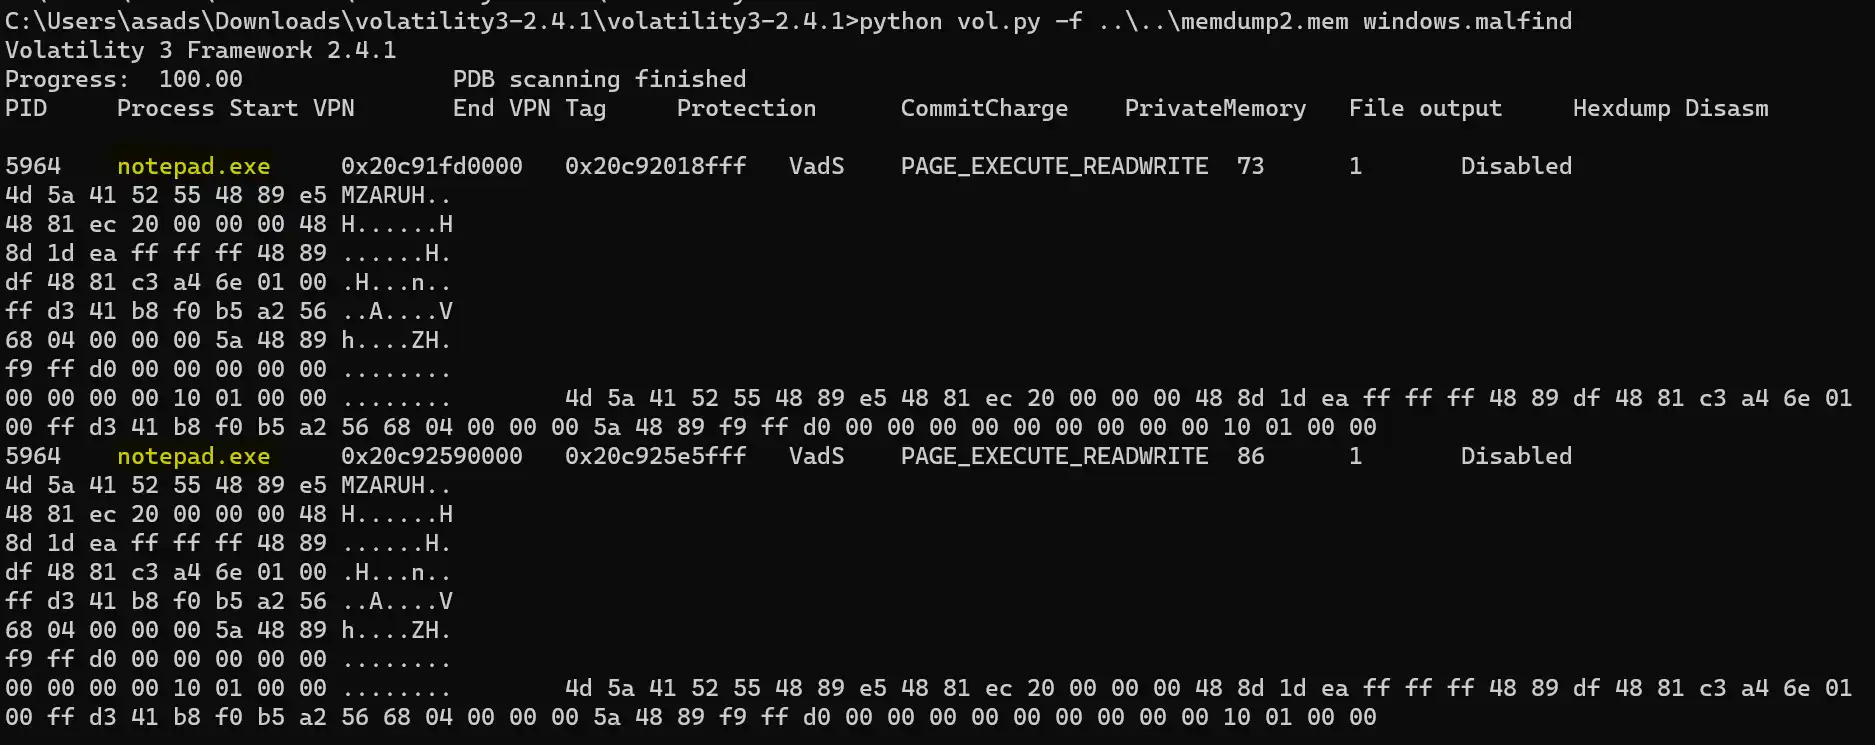 C:\Users\asads\Downloads\volatility3-2.4.1\volatility3-2.4.1>python vol.py -f ..\..\memdump2.mem windows.malfind
Volatility 3 Framework 2.4.1
Progress:  100.00               PDB scanning finished
PID     Process Start VPN       End VPN Tag     Protection      CommitCharge    PrivateMemory   File output     Hexdump Disasm
5964    notepad.exe     0x20c91fd0000   0x20c92018fff   VadS    PAGE_EXECUTE_READWRITE  73      1       Disabled
4d 5a 41 52 55 48 89 e5 MZARUH..
48 81 ec 20 00 00 00 48 H......H
8d 1d ea ff ff ff 48 89 ......H.
df 48 81 c3 a4 6e 01 00 .H...n..
ff d3 41 b8 f0 b5 a2 56 ..A....V
68 04 00 00 00 5a 48 89 h....ZH.
f9 ff d0 00 00 00 00 00 ........
00 00 00 00 10 01 00 00 ........        4d 5a 41 52 55 48 89 e5 48 81 ec 20 00 00 00 48 8d 1d ea ff ff ff 48 89 df 48 81 c3 a4 6e 01
00 ff d3 41 b8 f0 b5 a2 56 68 04 00 00 00 5a 48 89 f9 ff d0 00 00 00 00 00 00 00 00 00 10 01 00 00
5964    notepad.exe     0x20c92590000   0x20c925e5fff   VadS    PAGE_EXECUTE_READWRITE  86      1       Disabled
4d 5a 41 52 55 48 89 e5 MZARUH..
48 81 ec 20 00 00 00 48 H......H
8d 1d ea ff ff ff 48 89 ......H.
df 48 81 c3 a4 6e 01 00 .H...n..
ff d3 41 b8 f0 b5 a2 56 ..A....V
68 04 00 00 00 5a 48 89 h....ZH.
f9 ff d0 00 00 00 00 00 ........
00 00 00 00 10 01 00 00 ........        4d 5a 41 52 55 48 89 e5 48 81 ec 20 00 00 00 48 8d 1d ea ff ff ff 48 89 df 48 81 c3 a4 6e 01
00 ff d3 41 b8 f0 b5 a2 56 68 04 00 00 00 5a 48 89 f9 ff d0 00 00 00 00 00 00 00 00 00 10 01 00 00